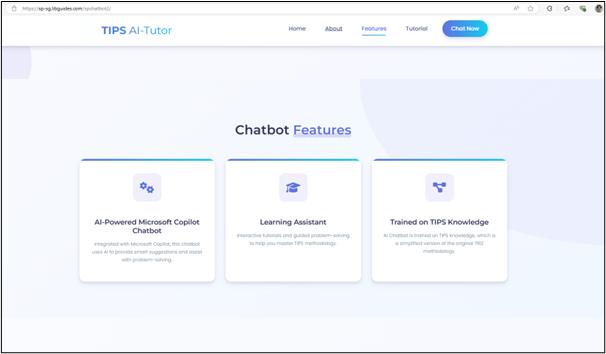 https://sp-sg.libguides.com/spchatbot2/
TIPS AI-Tutor
Home About Features Tutorial Chat Now
Chatbot Features
AI-Powered Microsoft Copilot
Chatbot
Integrated with Microsoft Copilot, this chatbot
uses AI to provide smart suggestions and assist
with problem-solving.
Learning Assistant
Interactive tutorials and guided problem-solving
to help you master TIPS methodology.
Trained on TIPS Knowledge
AI Chatbot is trained on TIPS knowledge, which is
a simplified version of the original TRIZ
methodology.